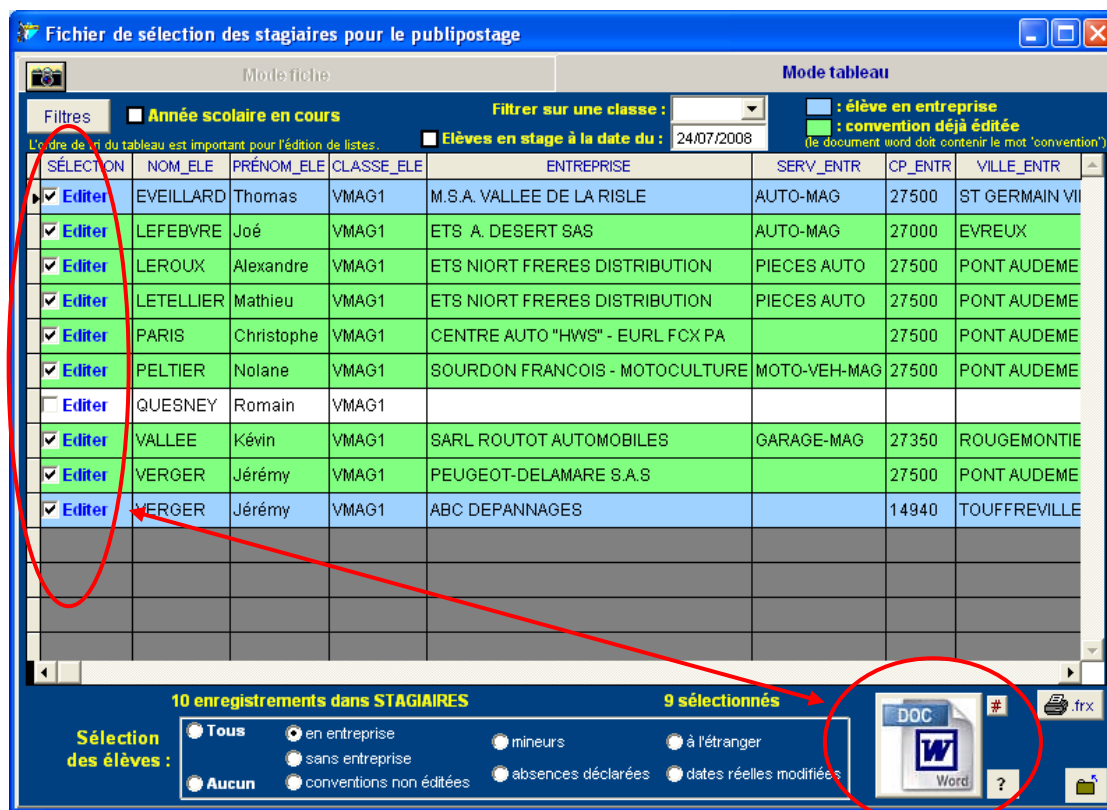 Fichier de sélection des stagiaires pour le publipostage
Mode fiche Mode tableau
Filtres Année scolaire en cours Filtrer sur une classe : : élève en entreprise
Elèves en stage à la date du : 24/07/2008 : convention déjà éditée
L'ordre de tri du tableau est important pour l'édition de listes. (le document word doit contenir le mot 'convention')
SÉLECTION NOM_ELE PRÉNOM_ELE CLASSE_ELE ENTREPRISE SERV_ENTR CP_ENTR VILLE_ENTR
Editer EVEILLARD Thomas VMAG1 M.S.A. VALLEE DE LA RISLE AUTO-MAG 27500 ST GERMAIN VI
Editer LEFEBVRE Joé VMAG1 ETS A. DESERT SAS AUTO-MAG 27000 EVREUX
Editer LEROUX Alexandre VMAG1 ETS NIORT FRERES DISTRIBUTION PIECES AUTO 27500 PONT AUDEME
Editer LETELLIER Mathieu VMAG1 ETS NIORT FRERES DISTRIBUTION PIECES AUTO 27500 PONT AUDEME
Editer PARIS Christophe VMAG1 CENTRE AUTO "HWS" - EURL FCX PA 27500 PONT AUDEME
Editer PELTIER Nolane VMAG1 SOURDON FRANCOIS - MOTOCULTURE MOTO-VEH-MAG 27500 PONT AUDEME
Editer QUESNEY Romain VMAG1
Editer VALLEE Kévin VMAG1 SARL ROUTOT AUTOMOBILES GARAGE-MAG 27350 ROUGEMONTIE
Editer VERGER Jérémy VMAG1 PEUGEOT-DELAMARE S.A.S 27500 PONT AUDEME
Editer VERGER Jérémy VMAG1 ABC DEPANNAGES 14940 TOUFFREVILLE
10 enregistrements dans STAGIAIRES 9 sélectionnés
Sélection des élèves :
Tous en entreprise mineurs à l'étranger
sans entreprise
Aucun conventions non éditées absences déclarées dates réelles modifiées
DOC W Word # ? .frx